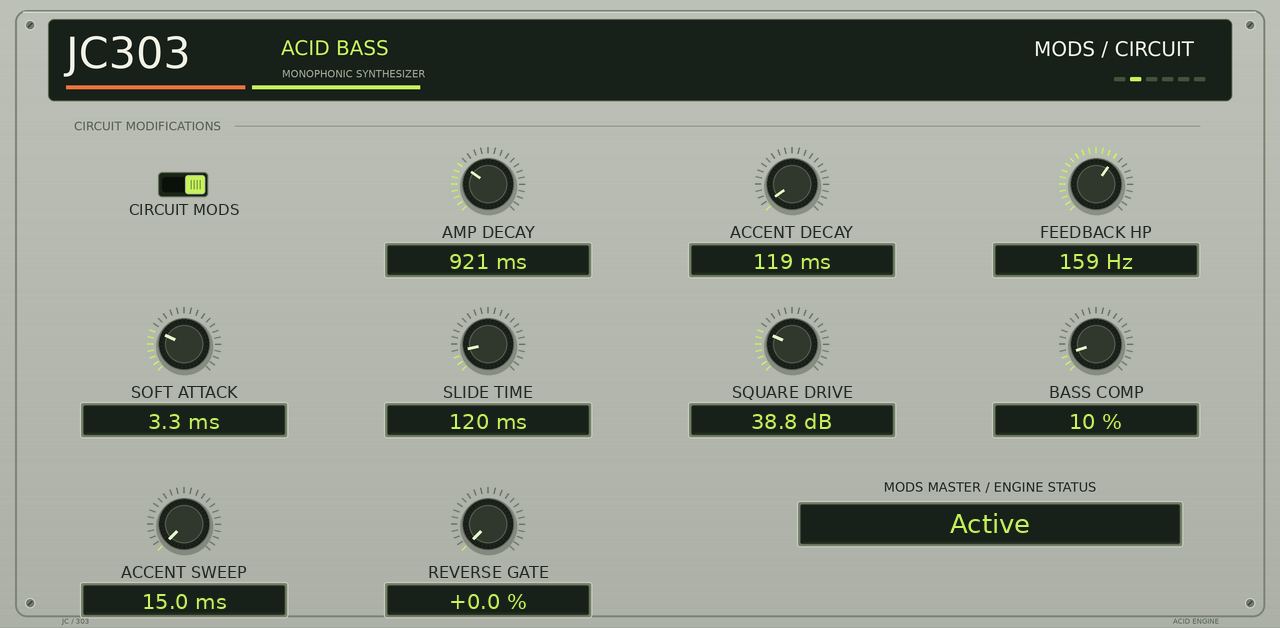 JC303
ACID BASS
MONOPHONIC SYNTHESIZER
MODS / CIRCUIT
CIRCUIT MODIFICATIONS
CIRCUIT MODS
AMP DECAY
921 ms
ACCENT DECAY
119 ms
FEEDBACK HP
159 Hz
SOFT ATTACK
3.3 ms
SLIDE TIME
120 ms
SQUARE DRIVE
38.8 dB
BASS COMP
10 %
ACCENT SWEEP
15.0 ms
REVERSE GATE
+0.0 %
MODS MASTER / ENGINE STATUS
Active
JC / 303
ACID ENGINE